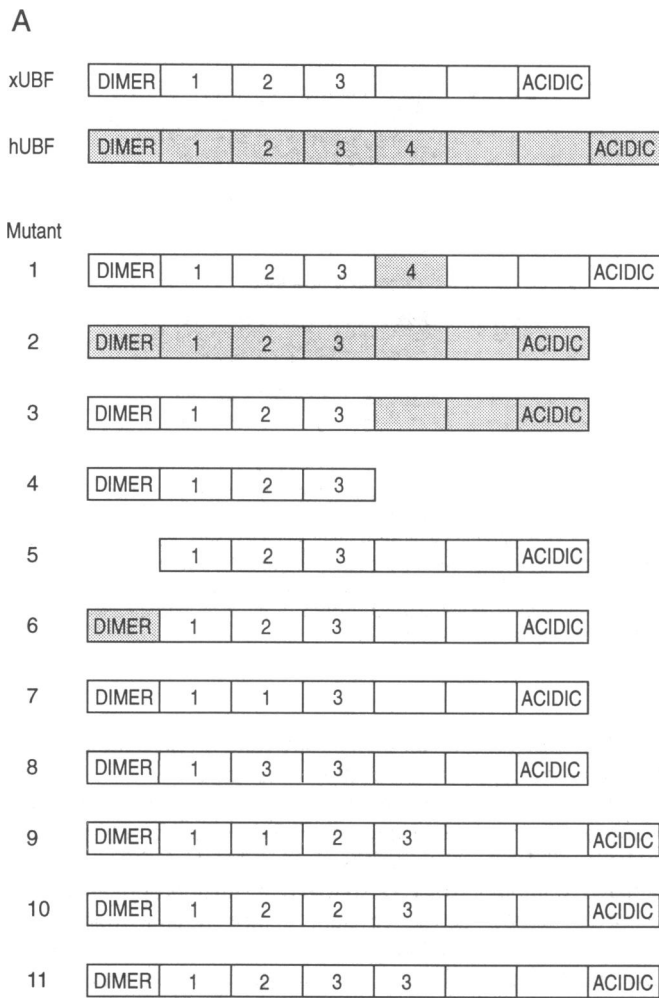 A
xUBF DIMER 1 2 3 ACIDIC
hUBF DIMER 1 2 3 4 ACIDIC
Mutant
1 DIMER 1 2 3 4 ACIDIC
2 DIMER 1 2 3 ACIDIC
3 DIMER 1 2 3 ACIDIC
4 DIMER 1 2 3
5 1 2 3 ACIDIC
6 DIMER 1 2 3 ACIDIC
7 DIMER 1 1 3 ACIDIC
8 DIMER 1 3 3 ACIDIC
9 DIMER 1 1 2 3 ACIDIC
10 DIMER 1 2 2 3 ACIDIC
11 DIMER 1 2 3 3 ACIDIC